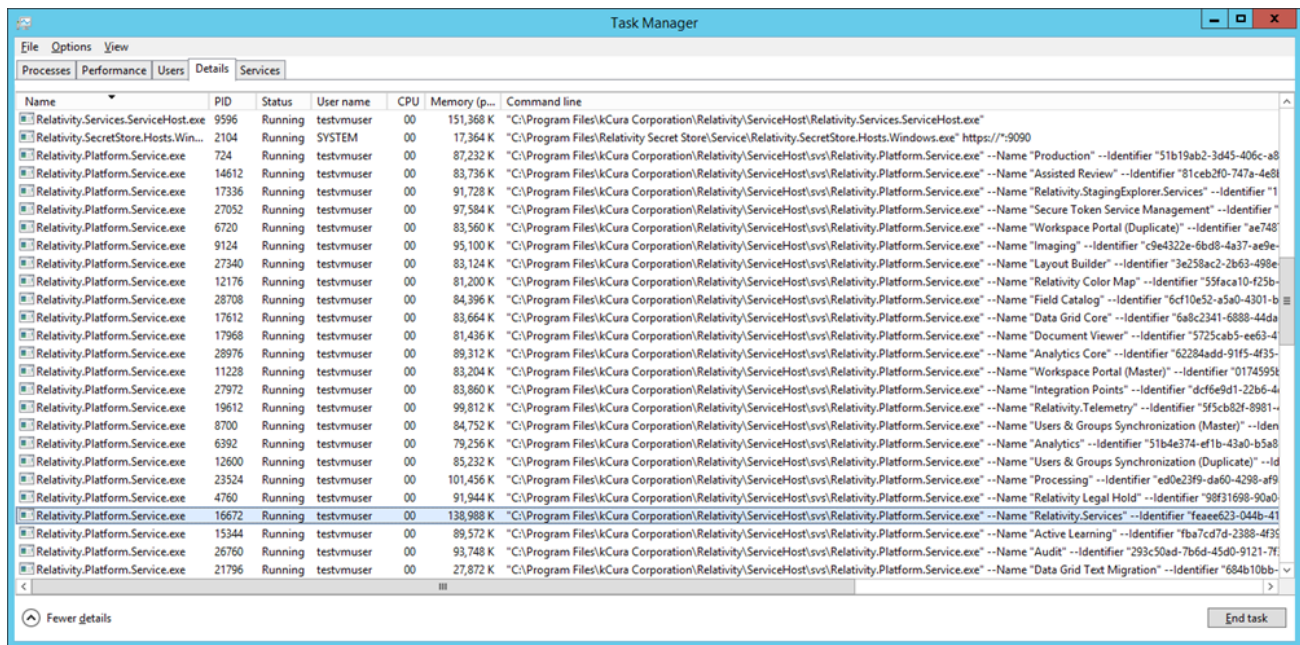 Task Manager
File Options View
Processes Performance Users Details Services
Name PID Status User name CPU Memory (p... Command line
Relativity.Services.ServiceHost.exe 9596 Running testvmuser 00 151,368 K "C:\Program Files\kCura Corporation\Relativity\ServiceHost\Relativity.Services.ServiceHost.exe"
Relativity.SecretStore.Hosts.Win... 2104 Running SYSTEM 00 17,364 K "C:\Program Files\Relativity Secret Store\Service\Relativity.SecretStore.Hosts.Windows.exe" https://*:9090
Relativity.Platform.Service.exe 724 Running testvmuser 00 87,232 K "C:\Program Files\kCura Corporation\Relativity\ServiceHost\svs\Relativity.Platform.Service.exe" --Name "Production" --Identifier "51b19ab2-3d45-406c-a8
Relativity.Platform.Service.exe 14612 Running testvmuser 00 83,736 K "C:\Program Files\kCura Corporation\Relativity\ServiceHost\svs\Relativity.Platform.Service.exe" --Name "Assisted Review" --Identifier "81ceb2f0-747a-4e8b
Relativity.Platform.Service.exe 17336 Running testvmuser 00 91,728 K "C:\Program Files\kCura Corporation\Relativity\ServiceHost\svs\Relativity.Platform.Service.exe" --Name "Relativity.StagingExplorer.Services" --Identifier "1
Relativity.Platform.Service.exe 27052 Running testvmuser 00 97,584 K "C:\Program Files\kCura Corporation\Relativity\ServiceHost\svs\Relativity.Platform.Service.exe" --Name "Secure Token Service Management" --Identifier "
Relativity.Platform.Service.exe 6720 Running testvmuser 00 83,560 K "C:\Program Files\kCura Corporation\Relativity\ServiceHost\svs\Relativity.Platform.Service.exe" --Name "Workspace Portal (Duplicate)" --Identifier "ae748
Relativity.Platform.Service.exe 9124 Running testvmuser 00 95,100 K "C:\Program Files\kCura Corporation\Relativity\ServiceHost\svs\Relativity.Platform.Service.exe" --Name "Imaging" --Identifier "c9e4322e-6bd8-4a37-ae9e-
Relativity.Platform.Service.exe 27340 Running testvmuser 00 83,124 K "C:\Program Files\kCura Corporation\Relativity\ServiceHost\svs\Relativity.Platform.Service.exe" --Name "Layout Builder" --Identifier "3e258ac2-2b63-498e-
Relativity.Platform.Service.exe 12176 Running testvmuser 00 81,200 K "C:\Program Files\kCura Corporation\Relativity\ServiceHost\svs\Relativity.Platform.Service.exe" --Name "Relativity Color Map" --Identifier "55faca10-f25b-
Relativity.Platform.Service.exe 28708 Running testvmuser 00 84,396 K "C:\Program Files\kCura Corporation\Relativity\ServiceHost\svs\Relativity.Platform.Service.exe" --Name "Field Catalog" --Identifier "6cf10e52-a5a0-4301-b
Relativity.Platform.Service.exe 17612 Running testvmuser 00 83,664 K "C:\Program Files\kCura Corporation\Relativity\ServiceHost\svs\Relativity.Platform.Service.exe" --Name "Data Grid Core" --Identifier "6a8c2341-6888-44da
Relativity.Platform.Service.exe 17968 Running testvmuser 00 81,436 K "C:\Program Files\kCura Corporation\Relativity\ServiceHost\svs\Relativity.Platform.Service.exe" --Name "Document Viewer" --Identifier "5725cab5-ee63-4
Relativity.Platform.Service.exe 28976 Running testvmuser 00 89,312 K "C:\Program Files\kCura Corporation\Relativity\ServiceHost\svs\Relativity.Platform.Service.exe" --Name "Analytics Core" --Identifier "62284add-91f5-4f35-
Relativity.Platform.Service.exe 11228 Running testvmuser 00 83,204 K "C:\Program Files\kCura Corporation\Relativity\ServiceHost\svs\Relativity.Platform.Service.exe" --Name "Workspace Portal (Master)" --Identifier "0174595b
Relativity.Platform.Service.exe 27972 Running testvmuser 00 83,860 K "C:\Program Files\kCura Corporation\Relativity\ServiceHost\svs\Relativity.Platform.Service.exe" --Name "Integration Points" --Identifier "dcf6e9d1-22b6-4
Relativity.Platform.Service.exe 19612 Running testvmuser 00 99,812 K "C:\Program Files\kCura Corporation\Relativity\ServiceHost\svs\Relativity.Platform.Service.exe" --Name "Relativity.Telemetry" --Identifier "5f5cb82f-8981-
Relativity.Platform.Service.exe 8700 Running testvmuser 00 84,752 K "C:\Program Files\kCura Corporation\Relativity\ServiceHost\svs\Relativity.Platform.Service.exe" --Name "Users & Groups Synchronization (Master)" --Iden
Relativity.Platform.Service.exe 6392 Running testvmuser 00 79,256 K "C:\Program Files\kCura Corporation\Relativity\ServiceHost\svs\Relativity.Platform.Service.exe" --Name "Analytics" --Identifier "51b4e374-ef1b-43a0-b5a8
Relativity.Platform.Service.exe 12600 Running testvmuser 00 85,232 K "C:\Program Files\kCura Corporation\Relativity\ServiceHost\svs\Relativity.Platform.Service.exe" --Name "Users & Groups Synchronization (Duplicate)" --Id
Relativity.Platform.Service.exe 23524 Running testvmuser 00 101,456 K "C:\Program Files\kCura Corporation\Relativity\ServiceHost\svs\Relativity.Platform.Service.exe" --Name "Processing" --Identifier "ed0e23f9-da60-4298-af9
Relativity.Platform.Service.exe 4760 Running testvmuser 00 91,944 K "C:\Program Files\kCura Corporation\Relativity\ServiceHost\svs\Relativity.Platform.Service.exe" --Name "Relativity Legal Hold" --Identifier "98f31698-90a0
Relativity.Platform.Service.exe 16672 Running testvmuser 00 138,988 K "C:\Program Files\kCura Corporation\Relativity\ServiceHost\svs\Relativity.Platform.Service.exe" --Name "Relativity.Services" --Identifier "feaee623-044b-41
Relativity.Platform.Service.exe 15344 Running testvmuser 00 89,572 K "C:\Program Files\kCura Corporation\Relativity\ServiceHost\svs\Relativity.Platform.Service.exe" --Name "Active Learning" --Identifier "fba7cd7d-2388-4f39
Relativity.Platform.Service.exe 26760 Running testvmuser 00 93,748 K "C:\Program Files\kCura Corporation\Relativity\ServiceHost\svs\Relativity.Platform.Service.exe" --Name "Audit" --Identifier "293c50ad-7b6d-45d0-9121-7f
Relativity.Platform.Service.exe 21796 Running testvmuser 00 27,872 K "C:\Program Files\kCura Corporation\Relativity\ServiceHost\svs\Relativity.Platform.Service.exe" --Name "Data Grid Text Migration" --Identifier "684b10bb-
Fewer details End task